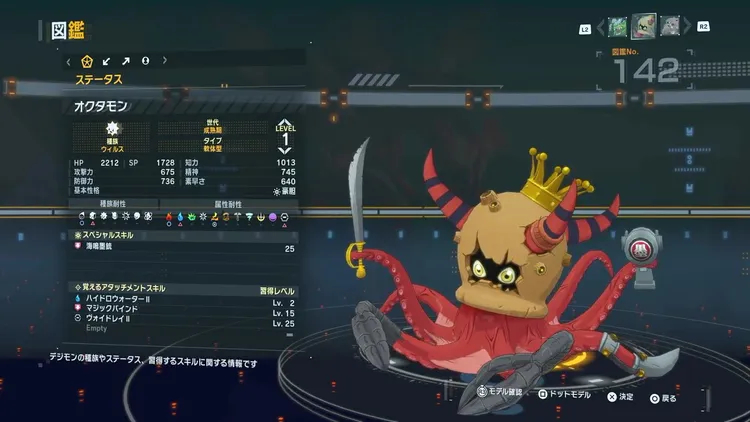 図鑑
L2
R2
図鑑No.
142
ステータス
オクタモン
種族
ウイルス
世代
成熟期
タイプ
軟体型
LEVEL
1
HP 2212 SP 1728 知力 1013
攻撃力 675 精神 745
防御力 736 素早さ 640
基本性格 豪胆
種族耐性 属性耐性
スペシャルスキル
海鳴墨銃 25
覚えるアタッチメントスキル 習得レベル
ハイドロウォーターⅡ Lv. 2
マジックバインド Lv. 15
ヴォイドレイⅡ Lv. 25
Empty
デジモンの種族やステータス、習得するスキルに関する情報です
R3 モデル確認 ドットモデル 決定 戻る